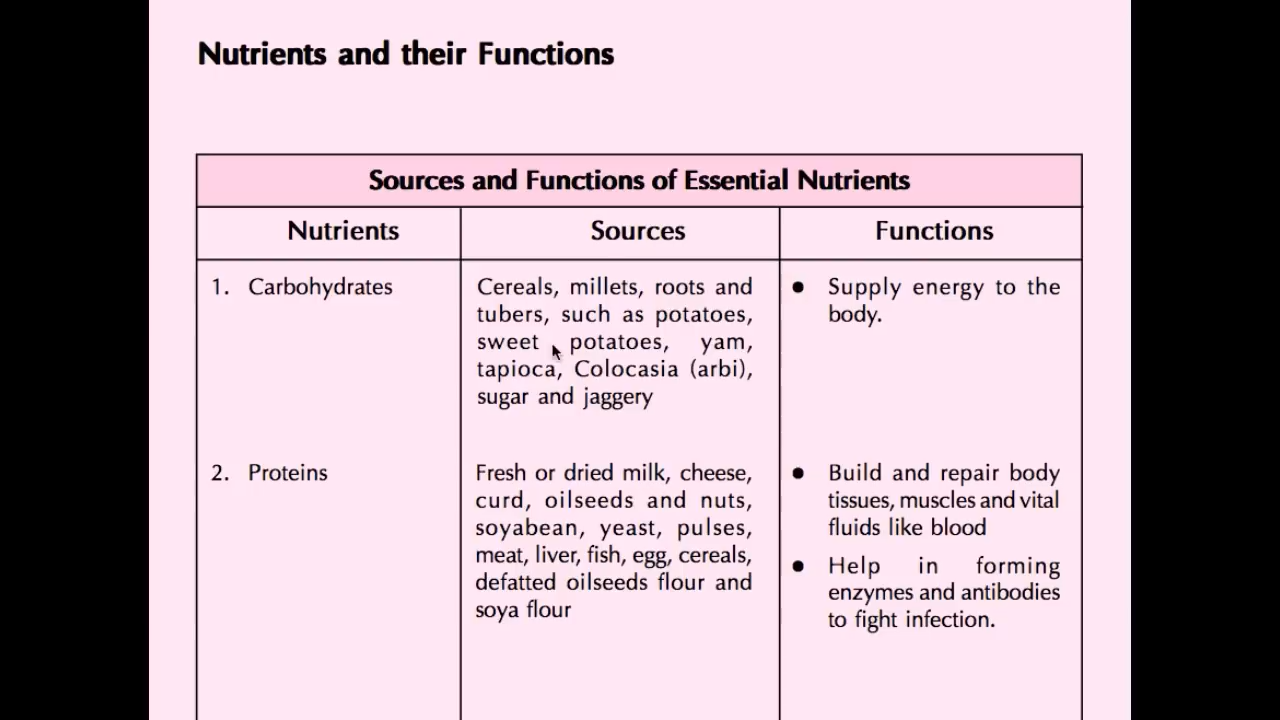 Nutrients and their Functions
Sources and Functions of Essential Nutrients
Nutrients
Sources
Functions
1. Carbohydrates
Cereals, millets, roots and
tubers, such as potatoes,
sweet potatoes, yam,
tapioca, Colocasia (arbi),
sugar and jaggery
● Supply energy to the
body.
2. Proteins
Fresh or dried milk, cheese,
curd, oilseeds and nuts,
soyabean, yeast, pulses,
meat, liver, fish, egg, cereals,
defatted oilseeds flour and
soya flour
● Build and repair body
tissues, muscles and vital
fluids like blood
● Help in forming
enzymes and antibodies
to fight infection.